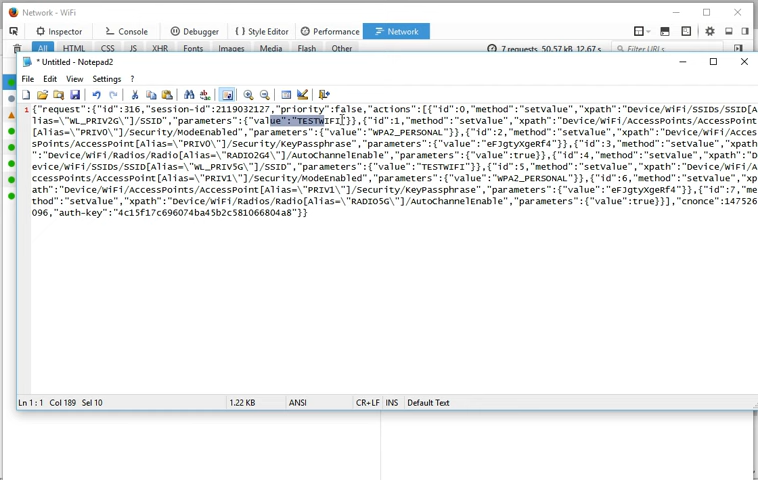 Network - WiFi
Inspector Console Debugger { } Style Editor Performance Network
All HTML CSS JS XHR Fonts Images Media Flash Other 7 requests, 50.57 KB, 12.67 s Filter URLs
* Untitled - Notepad2
File Edit View Settings ?
1 {"request":{"id":316,"session-id":2119032127,"priority":false,"actions":[{"id":0,"method":"setValue","xpath":"Device/WiFi/SSIDs/SSID[A
lias=\"WL_PRIV2G\"]/SSID","parameters":{"value":"TESTWIFI"}},{"id":1,"method":"setValue","xpath":"Device/WiFi/AccessPoints/AccessPoint
[Alias=\"PRIV0\"]/Security/ModeEnabled","parameters":{"value":"WPA2_PERSONAL"}},{"id":2,"method":"setValue","xpath":"Device/WiFi/Acces
sPoints/AccessPoint[Alias=\"PRIV0\"]/Security/KeyPassphrase","parameters":{"value":"eFJgtyXgeRf4"}},{"id":3,"method":"setValue","xpath
":"Device/WiFi/Radios/Radio[Alias=\"RADIO2G4\"]/AutoChannelEnable","parameters":{"value":true}},{"id":4,"method":"setValue","xpath":"D
evice/WiFi/SSIDs/SSID[Alias=\"WL_PRIV5G\"]/SSID","parameters":{"value":"TESTWIFI"}},{"id":5,"method":"setValue","xpath":"Device/WiFi/A
ccessPoints/AccessPoint[Alias=\"PRIV1\"]/Security/ModeEnabled","parameters":{"value":"WPA2_PERSONAL"}},{"id":6,"method":"setValue","xp
ath":"Device/WiFi/AccessPoints/AccessPoint[Alias=\"PRIV1\"]/Security/KeyPassphrase","parameters":{"value":"eFJgtyXgeRf4"}},{"id":7,"me
thod":"setValue","xpath":"Device/WiFi/Radios/Radio[Alias=\"RADIO5G\"]/AutoChannelEnable","parameters":{"value":true}}],"cnonce":147526
096,"auth-key":"4c15f17c696074ba45b2c581066804a8"}}
Ln 1 : 1 Col 189 Sel 10 1.22 KB ANSI CR+LF INS Default Text